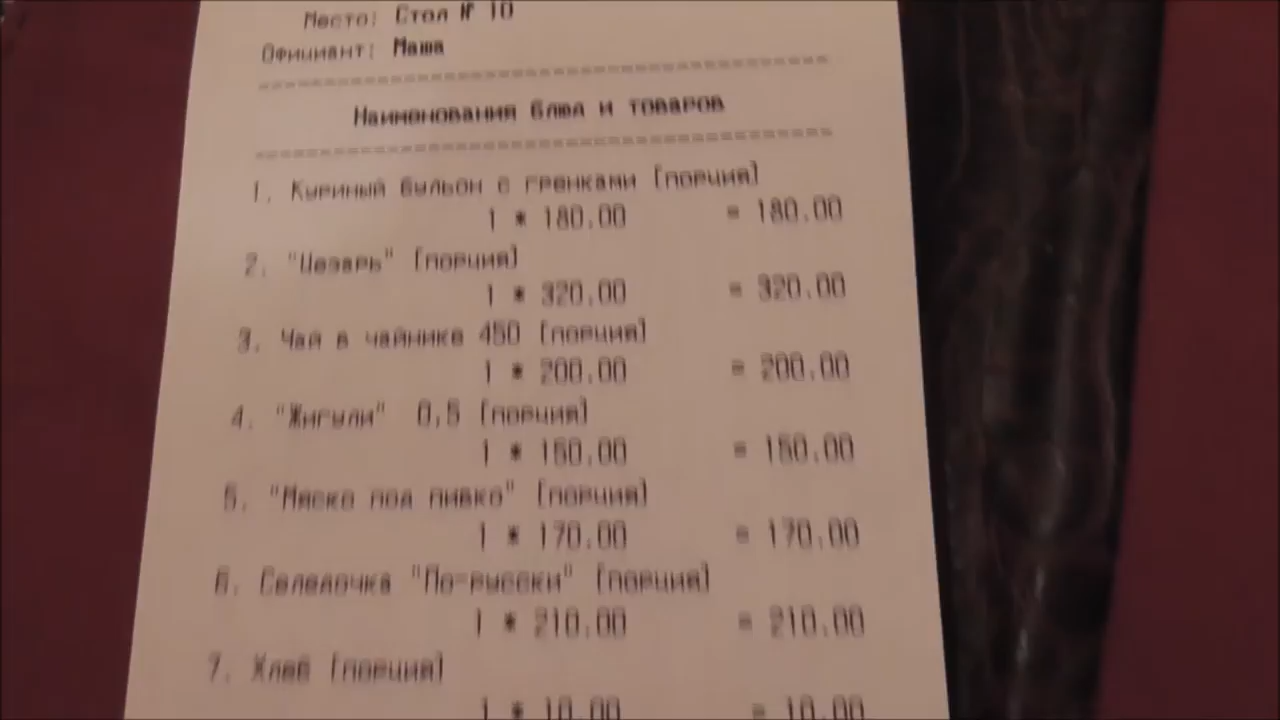 Место: Стол № 10
Официант: Маша
Наименования блюд и товаров
1. Куриный бульон с гренками [порция]
1 * 180.00 = 180.00
2. "Цезарь" [порция]
1 * 320.00 = 320.00
3. Чай в чайнике 450 [порция]
1 * 200.00 = 200.00
4. "Жигули" 0,5 [порция]
1 * 150.00 = 150.00
5. "Мяско под пивко" [порция]
1 * 170.00 = 170.00
6. Селедочка "По-русски" [порция]
1 * 210.00 = 210.00
7. Хлеб [порция]
1 * 10.00 = 10.00